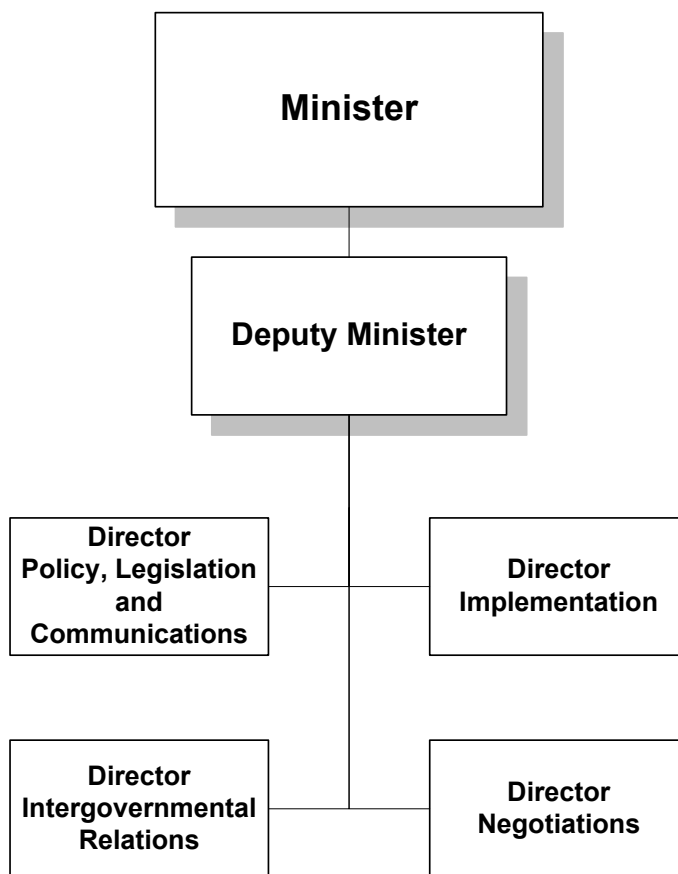 Minister
Deputy Minister
Director
Policy, Legislation
and
Communications
Director
Implementation
Director
Intergovernmental
Relations
Director
Negotiations